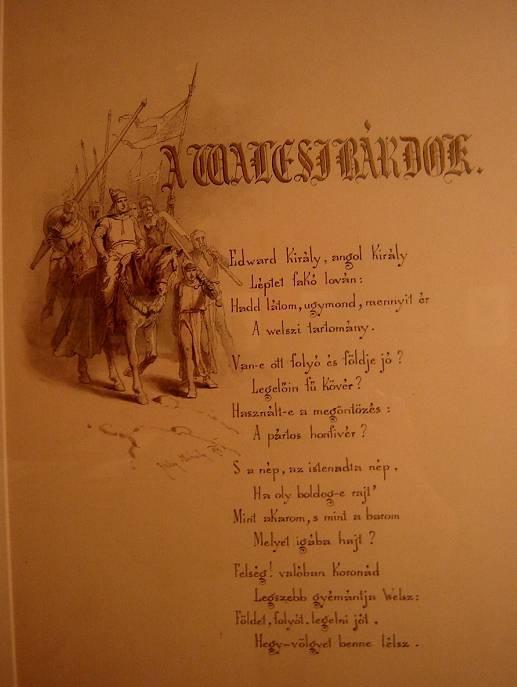 A WALESI BÁRDOK.
Edward Király, angol Király
Léptet fakó lován:
Hadd látom, úgymond, mennyit ér
A welszi tartomány.
Van-e ott folyó és földje jó?
Legelőin fű Kövér?
Használt-e a megöntözés:
A pártos honfivér?
S a nép, az istenadta nép,
Ha oly boldog-e rajt'
Mint aKarom, s mint a barom
Melyet igába hajt?
Felség! valóban Koronád
Legszebb gyémántja Welsz:
Földet, folyót, legelni jót,
Hegy-völgyet benne lélsz.